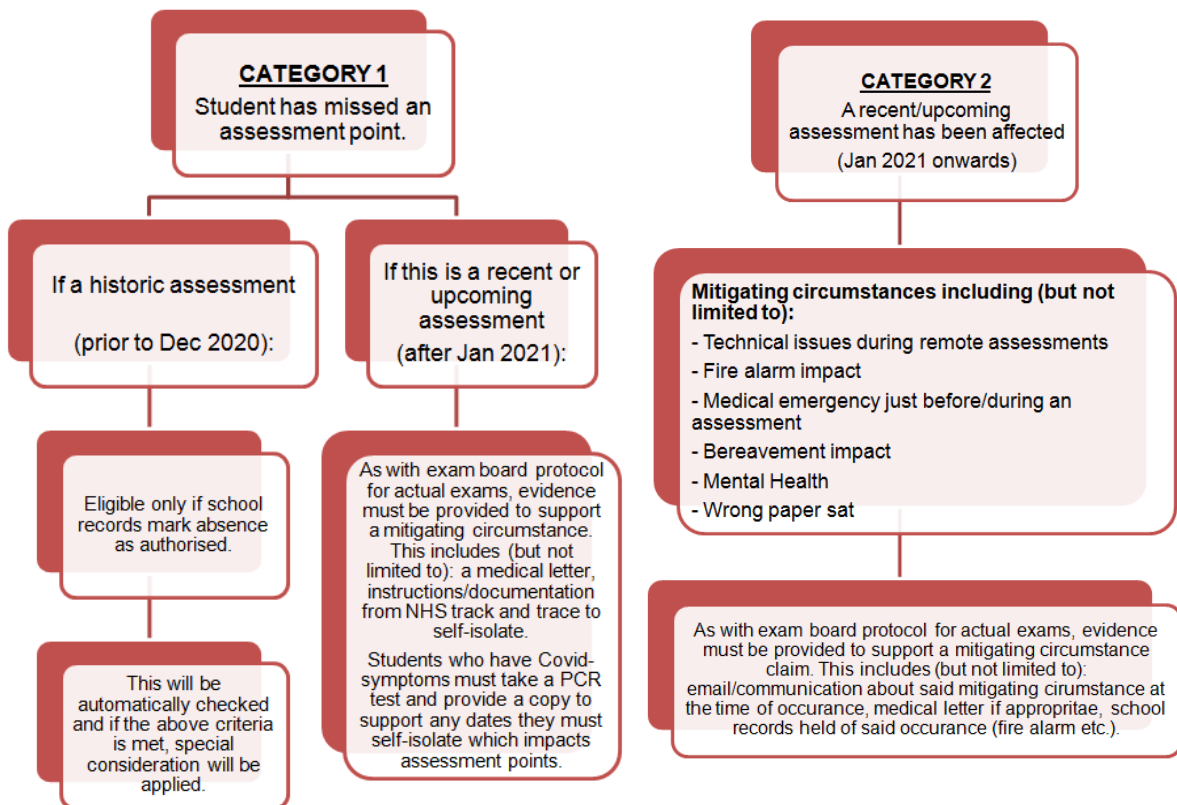 CATEGORY 1
Student has missed an
assessment point.
If a historic assessment
(prior to Dec 2020):
Eligible only if school
records mark absence
as authorised.
This will be
automatically checked
and if the above criteria
is met, special
consideration will be
applied.
If this is a recent or
upcoming
assessment
(after Jan 2021):
As with exam board protocol
for actual exams, evidence
must be provided to support
a mitigating circumstance.
This includes (but not
limited to): a medical letter,
instructions/documentation
from NHS track and trace to
self-isolate.
Students who have Covid-
symptoms must take a PCR
test and provide a copy to
support any dates they must
self-isolate which impacts
assessment points.
CATEGORY 2
A recent/upcoming
assessment has been affected
(Jan 2021 onwards)
Mitigating circumstances including (but not
limited to):
- Technical issues during remote assessments
- Fire alarm impact
- Medical emergency just before/during an
assessment
- Bereavement impact
- Mental Health
- Wrong paper sat
As with exam board protocol for actual exams, evidence
must be provided to support a mitigating circumstance
claim. This includes (but not limited to):
email/communication about said mitigating cirumstance at
the time of occurance, medical letter if appropritae, school
records held of said occurance (fire alarm etc.).